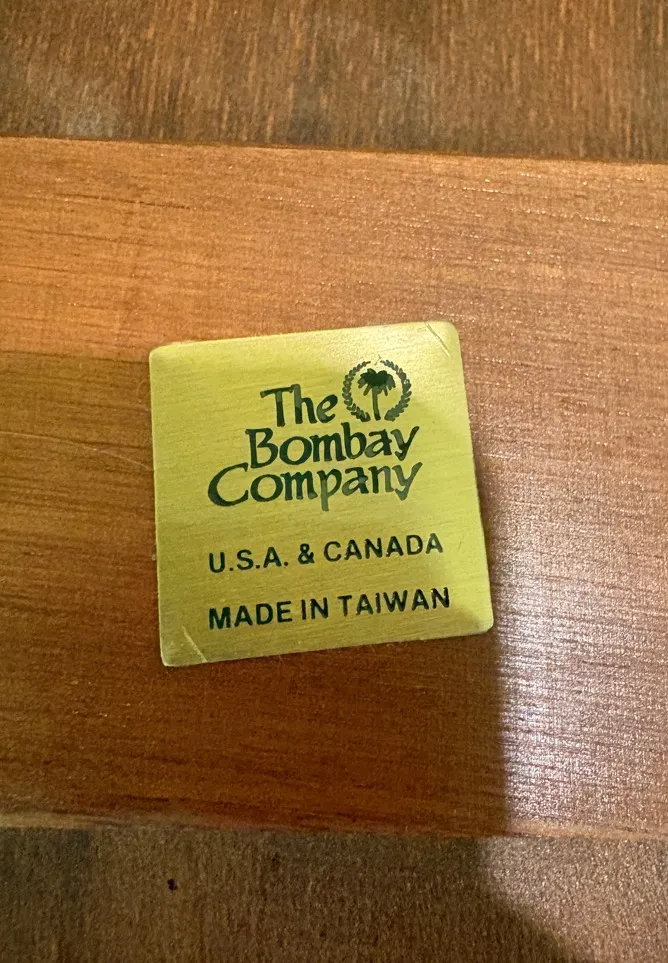 The
Bombay
Company
U.S.A. & CANADA
MADE IN TAIWAN